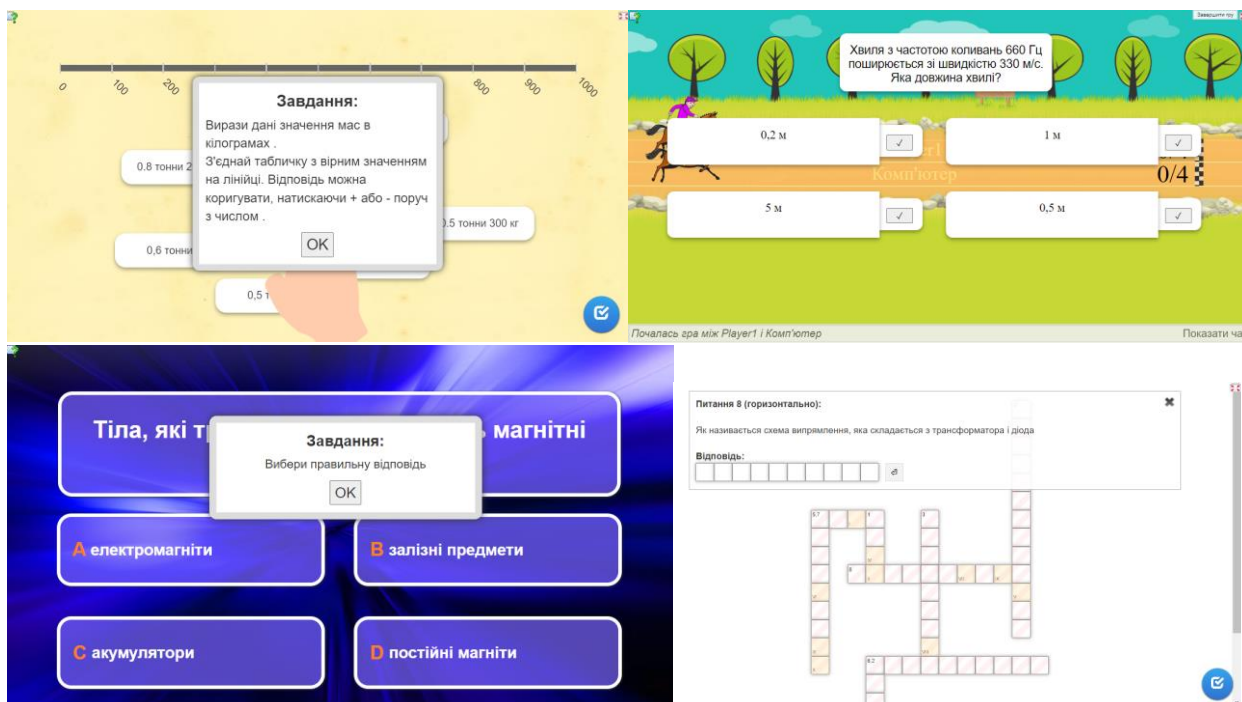 0
100
200
800
900
1000
Завдання:
Вирази дані значення мас в
кілограмах .
З'єднай табличку з вірним значенням
на лінійці. Відповідь можна
коригувати, натискаючи + або - поруч
з числом .
OK
0.8 тонни 2
0.5 тонни 300 кг
0,6 тонни
0,5 т
Завершити гру
Хвиля з частотою коливань 660 Гц
поширюється зі швидкістю 330 м/с.
Яка довжина хвилі?
0,2 м
1 м
Комп'ютер
0/4
5 м
0,5 м
Почалась гра між Player1 і Комп'ютер
Показати ча
Тіла, які т
магнітні
Завдання:
Вибери правильну відповідь
OK
A електромагніти
B залізні предмети
C акумулятори
D постійні магніти
Питання 8 (горизонтально):
Як називається схема випрямлення, яка складається з трансформатора і діода
Відповідь: